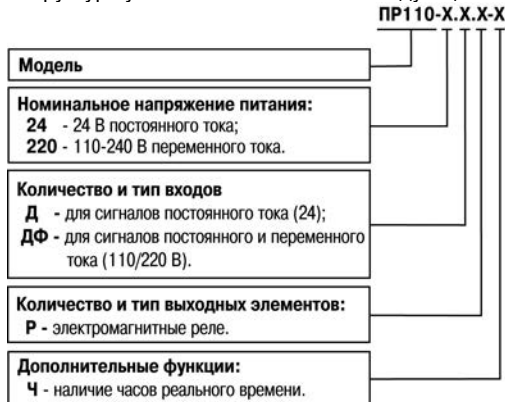 ПР110-Х.Х.Х-Х
Модель
Номинальное напряжение питания:
24 - 24 В постоянного тока;
220 - 110-240 В переменного тока.
Количество и тип входов
Д - для сигналов постоянного тока (24);
ДФ - для сигналов постоянного и переменного
тока (110/220 В).
Количество и тип выходных элементов:
Р - электромагнитные реле.
Дополнительные функции:
Ч - наличие часов реального времени.